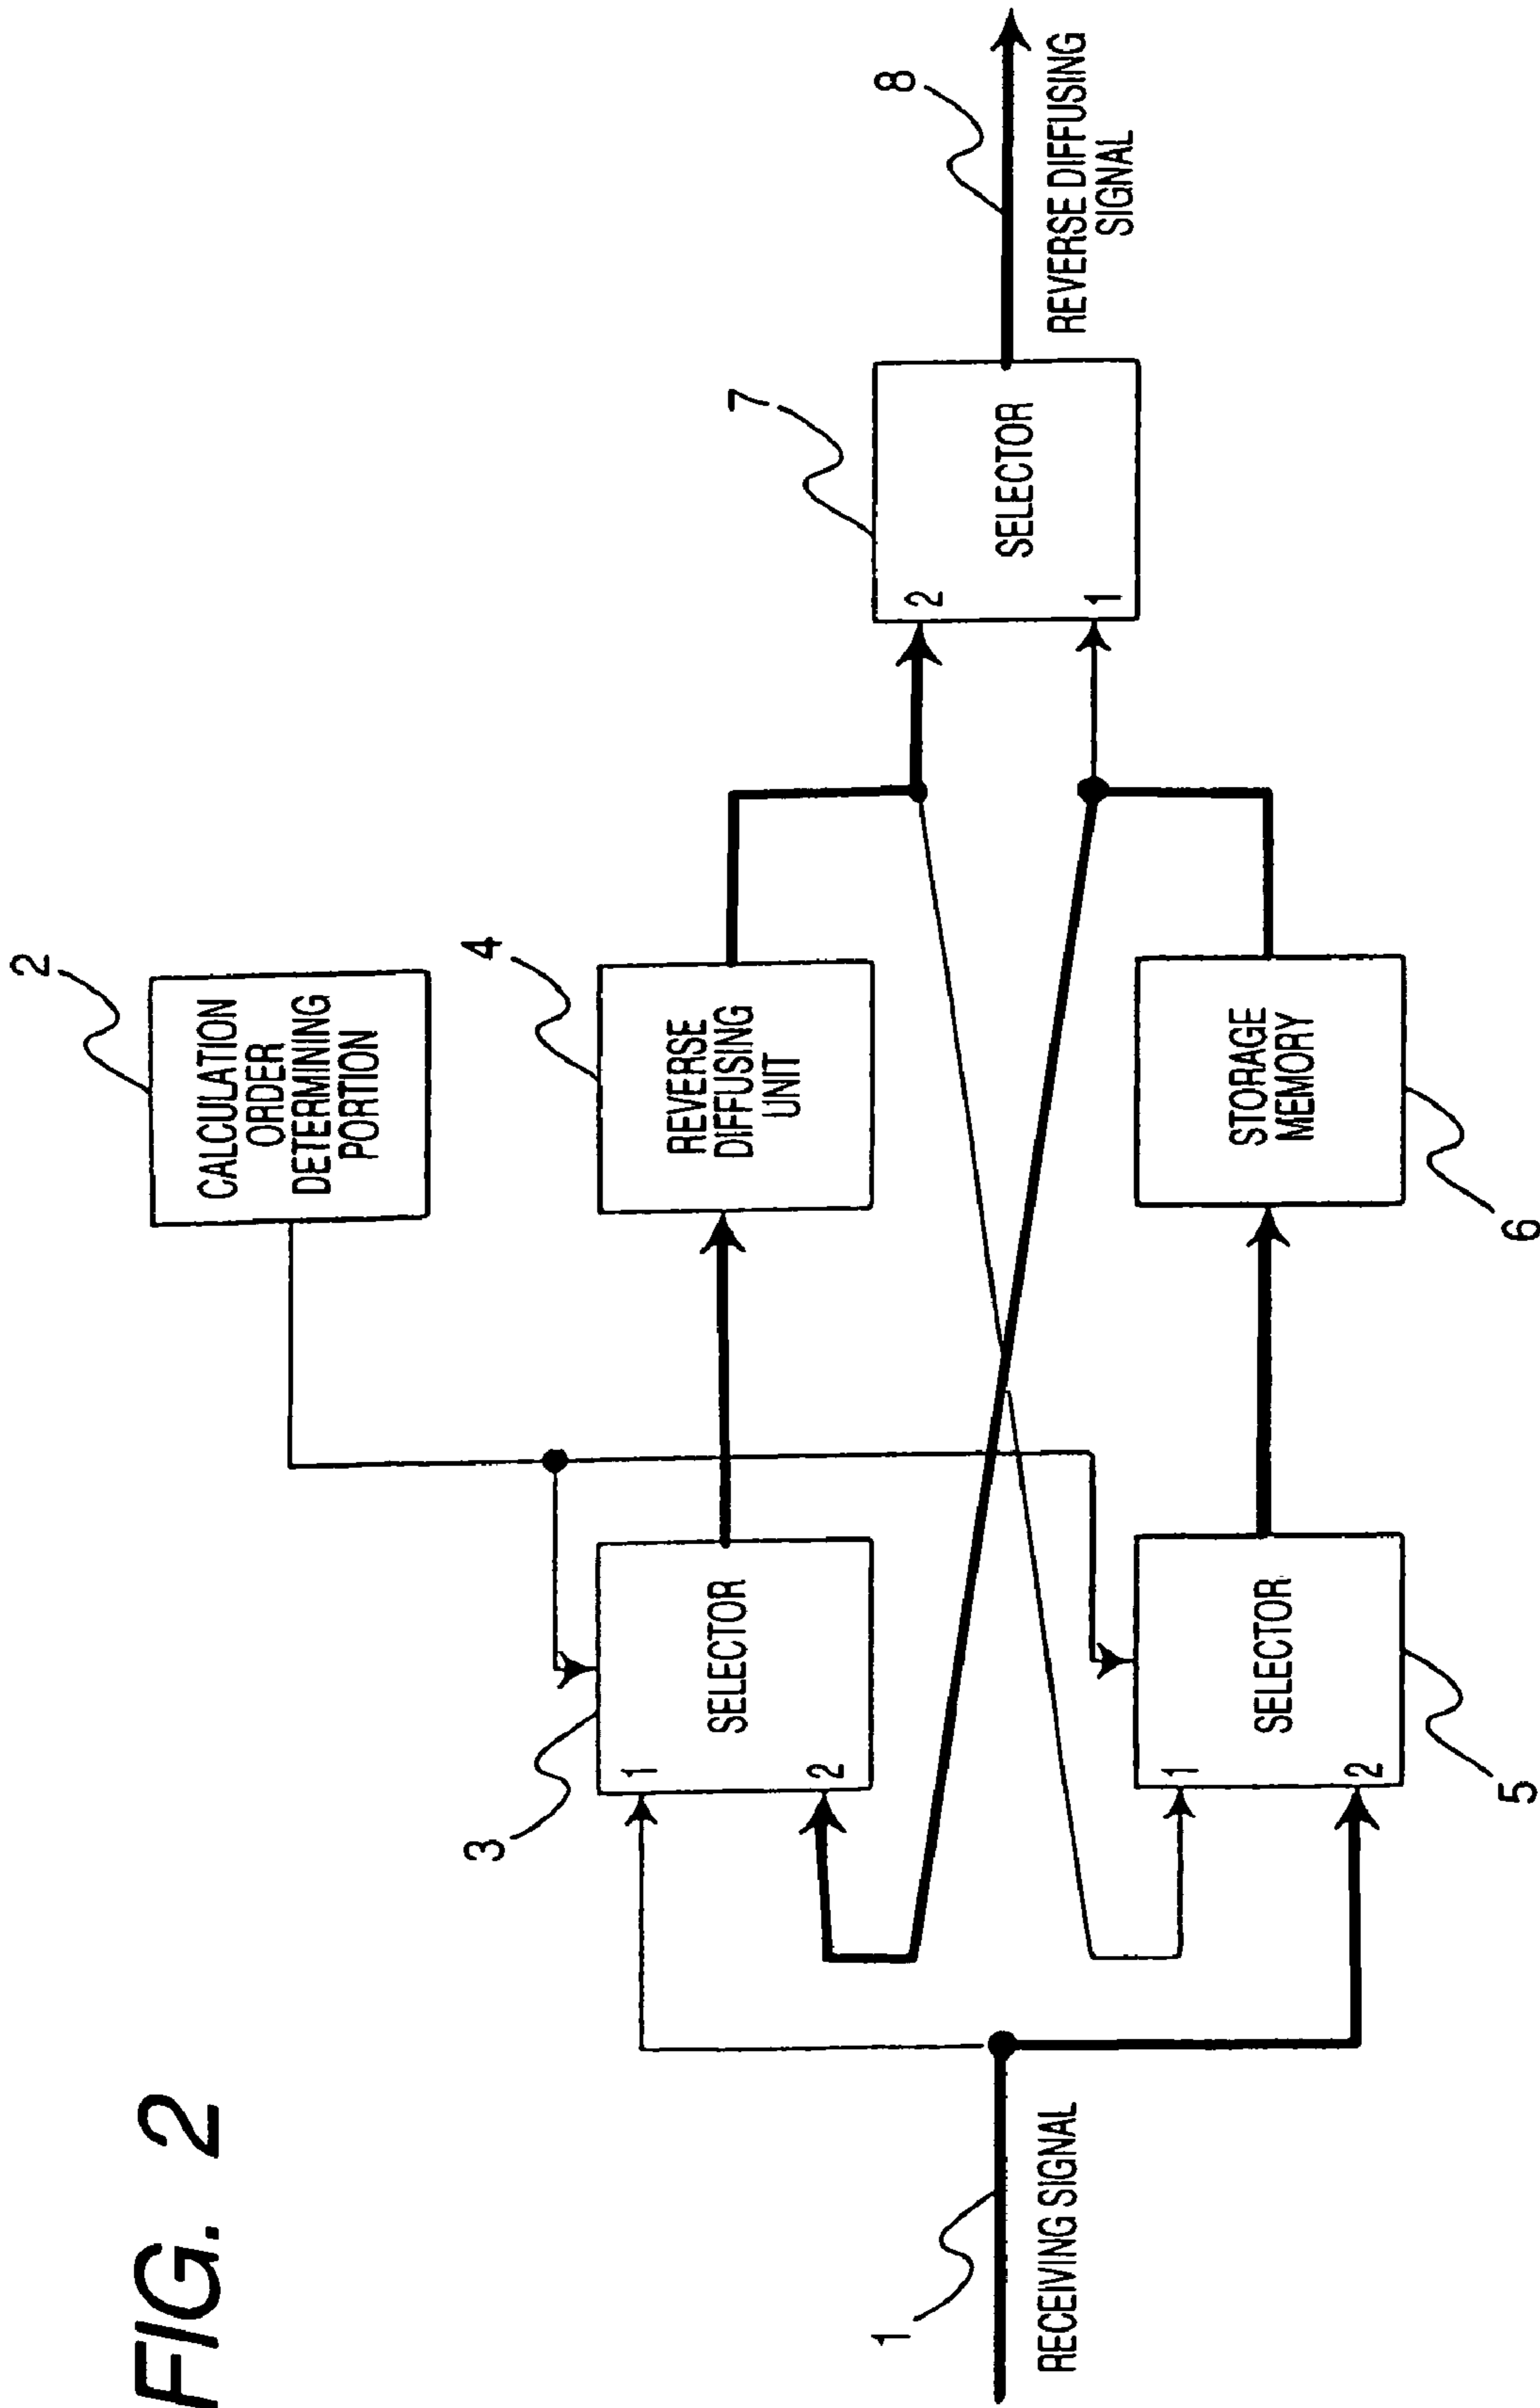 FIG. 2
2
CALCULATION
ORDER
DETERMINING
PORTION
3
1
2
SELECTOR
4
REVERSE
DIFFUSING
UNIT
7
2
1
SELECTOR
8
REVERSE DIFFUSING
SIGNAL
1
RECEIVING SIGNAL
1
2
SELECTOR
5
STORAGE
MEMORY
6